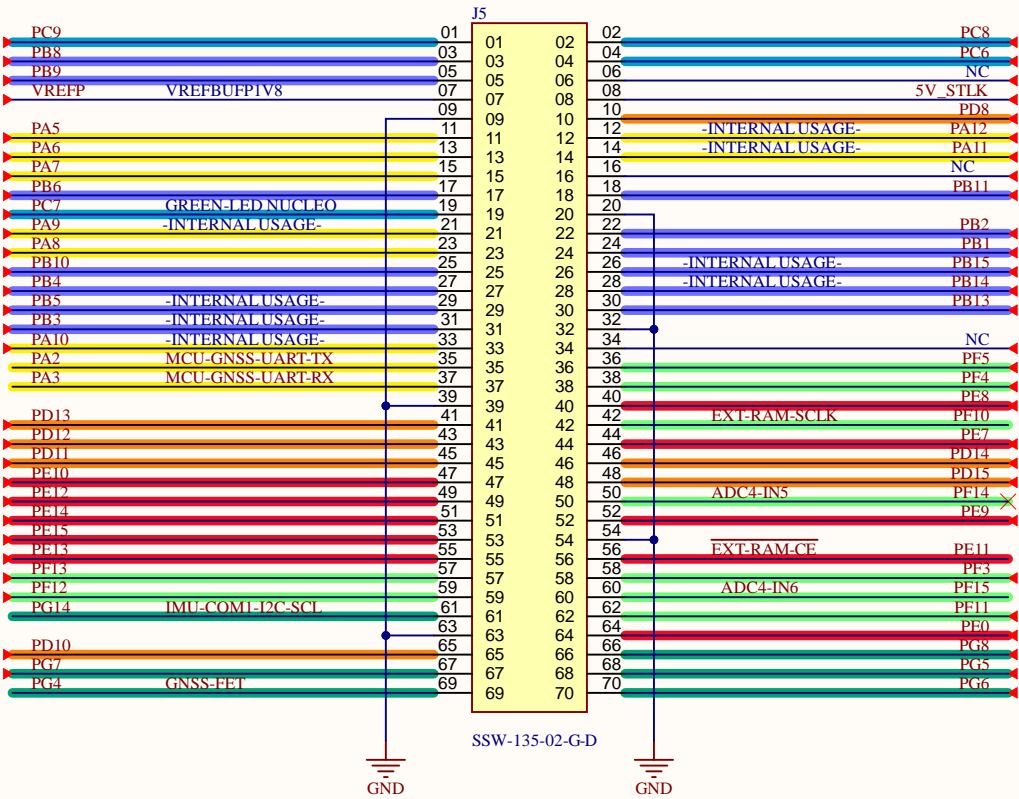 J5
PC9 01 01 02 02 PC8
PB8 03 03 04 04 PC6
PB9 05 05 06 06 NC
VREFP VREFBUFP1V8 07 07 08 08 5V_STLK
09 09 10 10 PD8
PA5 11 11 12 12 -INTERNAL USAGE- PA12
PA6 13 13 14 14 -INTERNAL USAGE- PA11
PA7 15 15 16 16 NC
PB6 17 17 18 18 PB11
PC7 GREEN-LED NUCLEO 19 19 20 20
PA9 -INTERNAL USAGE- 21 21 22 22 PB2
PA8 23 23 24 24 PB1
PB10 25 25 26 26 -INTERNAL USAGE- PB15
PB4 27 27 28 28 -INTERNAL USAGE- PB14
PB5 -INTERNAL USAGE- 29 29 30 30 PB13
PB3 -INTERNAL USAGE- 31 31 32 32
PA10 -INTERNAL USAGE- 33 33 34 34 NC
PA2 MCU-GNSS-UART-TX 35 35 36 36 PF5
PA3 MCU-GNSS-UART-RX 37 37 38 38 PF4
39 39 40 40 PE8
PD13 41 41 42 42 EXT-RAM-SCLK PF10
PD12 43 43 44 44 PE7
PD11 45 45 46 46 PD14
PE10 47 47 48 48 PD15
PE12 49 49 50 50 ADC4-IN5 PF14
PE14 51 51 52 52 PE9
PE15 53 53 54 54
PE13 55 55 56 56 EXT-RAM-CE PE11
PF13 57 57 58 58 PF3
PF12 59 59 60 60 ADC4-IN6 PF15
PG14 IMU-COM1-I2C-SCL 61 61 62 62 PF11
63 63 64 64 PE0
PD10 65 65 66 66 PG8
PG7 67 67 68 68 PG5
PG4 GNSS-FET 69 69 70 70 PG6
SSW-135-02-G-D
GND GND